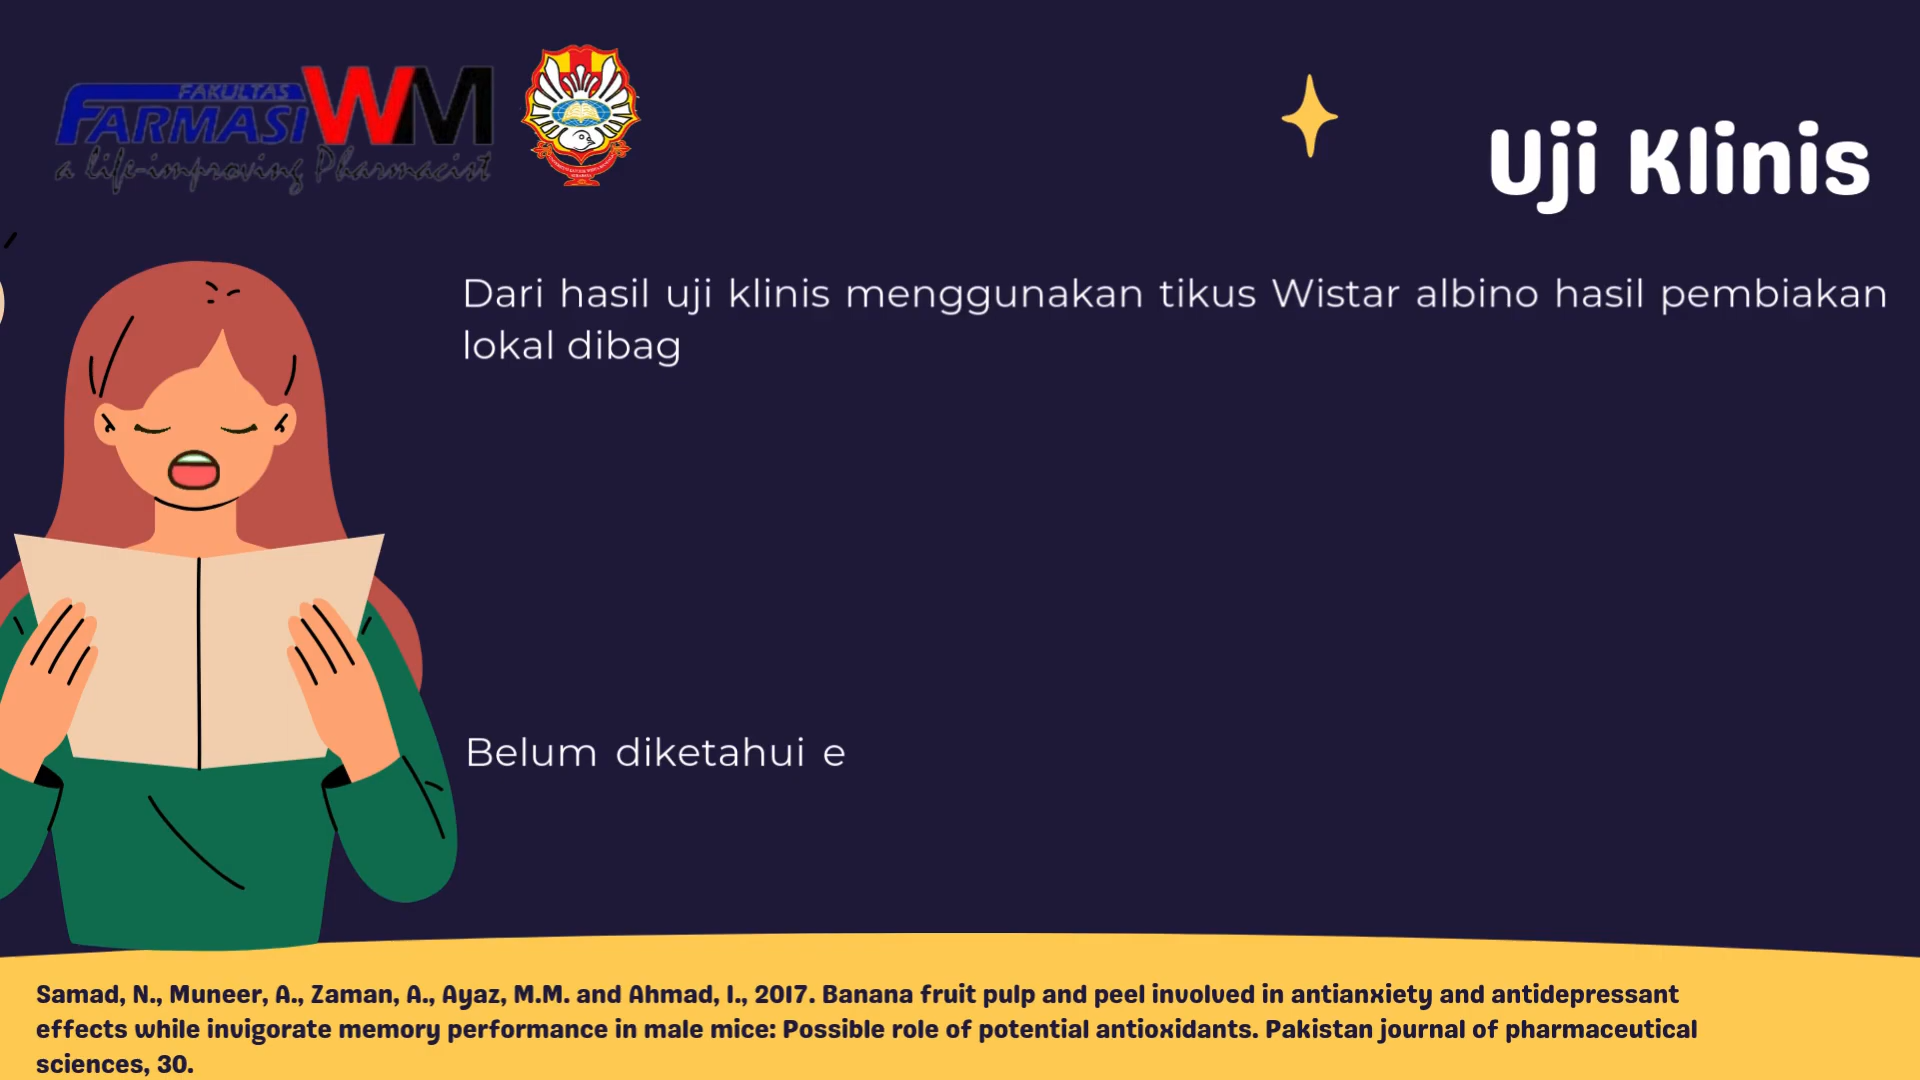 FAKULTAS
FARMASI WM
a life-improving Pharmacist
Uji Klinis
Dari hasil uji klinis menggunakan tikus Wistar albino hasil pembiakan
lokal dibag
Belum diketahui e
Samad, N., Muneer, A., Zaman, A., Ayaz, M.M. and Ahmad, I., 2017. Banana fruit pulp and peel involved in antianxiety and antidepressant
effects while invigorate memory performance in male mice: Possible role of potential antioxidants. Pakistan journal of pharmaceutical
sciences, 30.